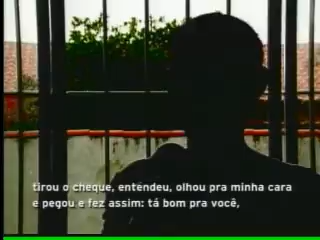 tirou o cheque, entendeu, olhou pra minha cara
e pegou e fez assim: tá bom pra você,